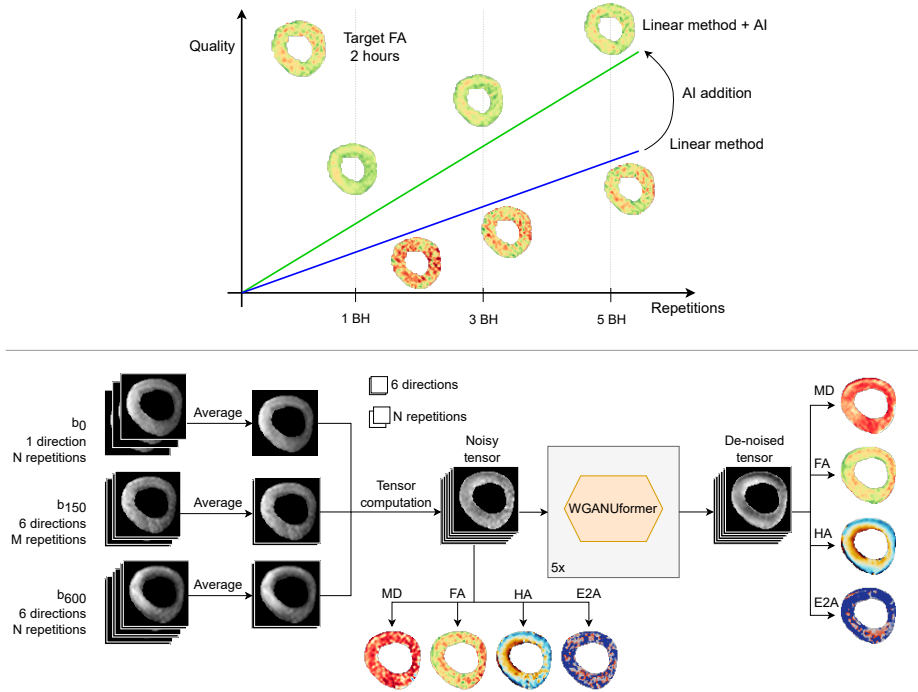 Quality
Target FA
2 hours
Linear method + AI
AI addition
Linear method
1 BH
3 BH
5 BH
Repetitions
b0
1 direction
N repetitions
Average
6 directions
N repetitions
b150
6 directions
M repetitions
Average
Tensor
computation
Noisy
tensor
WGANUformer
5x
De-noised
tensor
b600
6 directions
N repetitions
Average
MD
FA
HA
E2A
MD
FA
HA
E2A